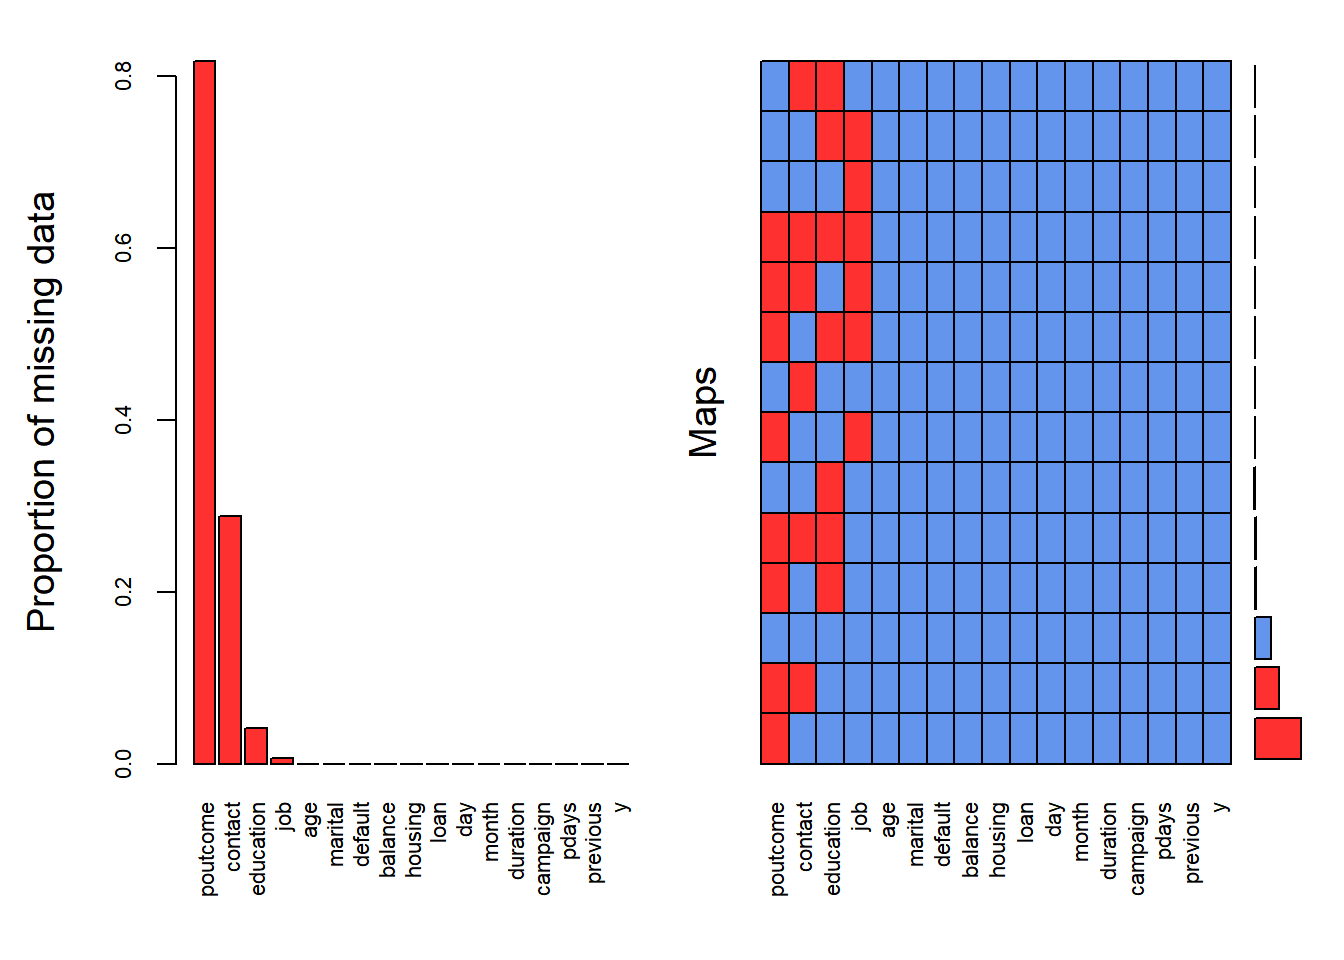 Proportion of missing data
0.8
0.6
0.4
0.2
0.0
poutcome
contact
education
job
age
marital
default
balance
housing
loan
day
month
duration
campaign
pdays
previous
y
Maps
poutcome
contact
education
job
age
marital
default
balance
housing
loan
day
month
duration
campaign
pdays
previous
y